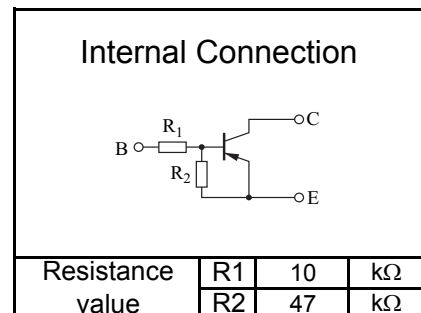 Internal Connection
C
R1
B
R2
E
Resistance value R1 10 kΩ
R2 47 kΩ